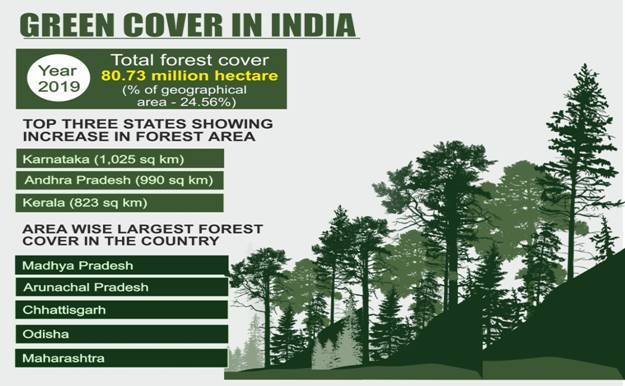 GREEN COVER IN INDIA
Year
2019
Total forest cover
80.73 million hectare
(% of geographical
area - 24.56%)
TOP THREE STATES SHOWING
INCREASE IN FOREST AREA
Karnataka (1,025 sq km)
Andhra Pradesh (990 sq km)
Kerala (823 sq km)
AREA WISE LARGEST FOREST
COVER IN THE COUNTRY
Madhya Pradesh
Arunachal Pradesh
Chhattisgarh
Odisha
Maharashtra